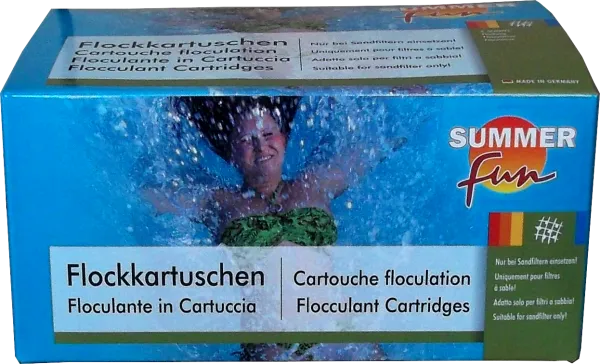 SUMMER
fun
Flockkartuschen
Cartouche floculation
Floculante in Cartuccia
Flocculant Cartridges
Nur bei Sandfiltern einsetzen!
Uniquement pour filtres à sable!
Adatto solo per filtri a sabbia!
Suitable for sandfilter only!
MADE IN GERMANY
SUMMER
fun
Flockkartuschen
Floculante in Cartuccia
Cartouche floculation
Flocculant Cartridges
Nur bei Sandfiltern einsetzen!
Uniquement pour filtres
à sable!
Adatto solo per filtri a sabbia!
Suitable for sandfilter only!